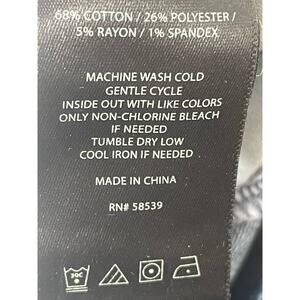 68% COTTON / 26% POLYESTER /
5% RAYON / 1% SPANDEX
MACHINE WASH COLD
GENTLE CYCLE
INSIDE OUT WITH LIKE COLORS
ONLY NON-CHLORINE BLEACH
IF NEEDED
TUMBLE DRY LOW
COOL IRON IF NEEDED
MADE IN CHINA
RN# 58539
30C